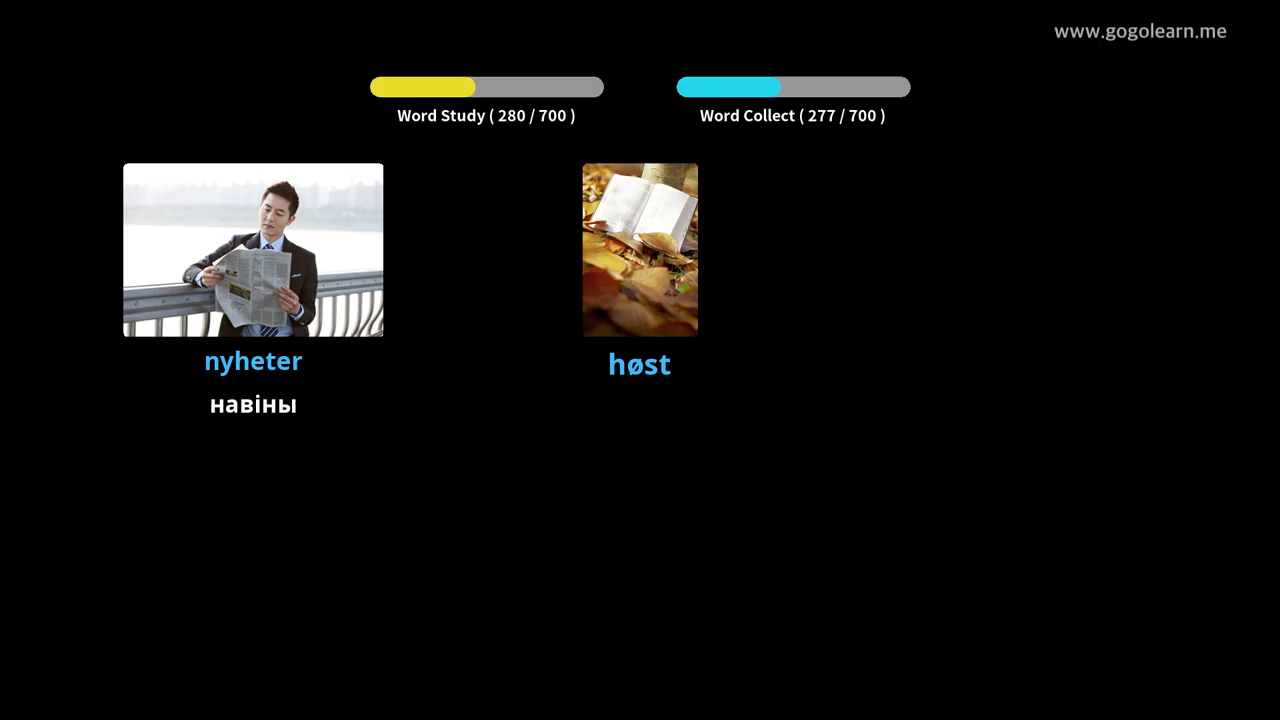 www.gogolearn.me
Word Study ( 280 / 700 )
Word Collect ( 277 / 700 )
nyheter
høst
навіны